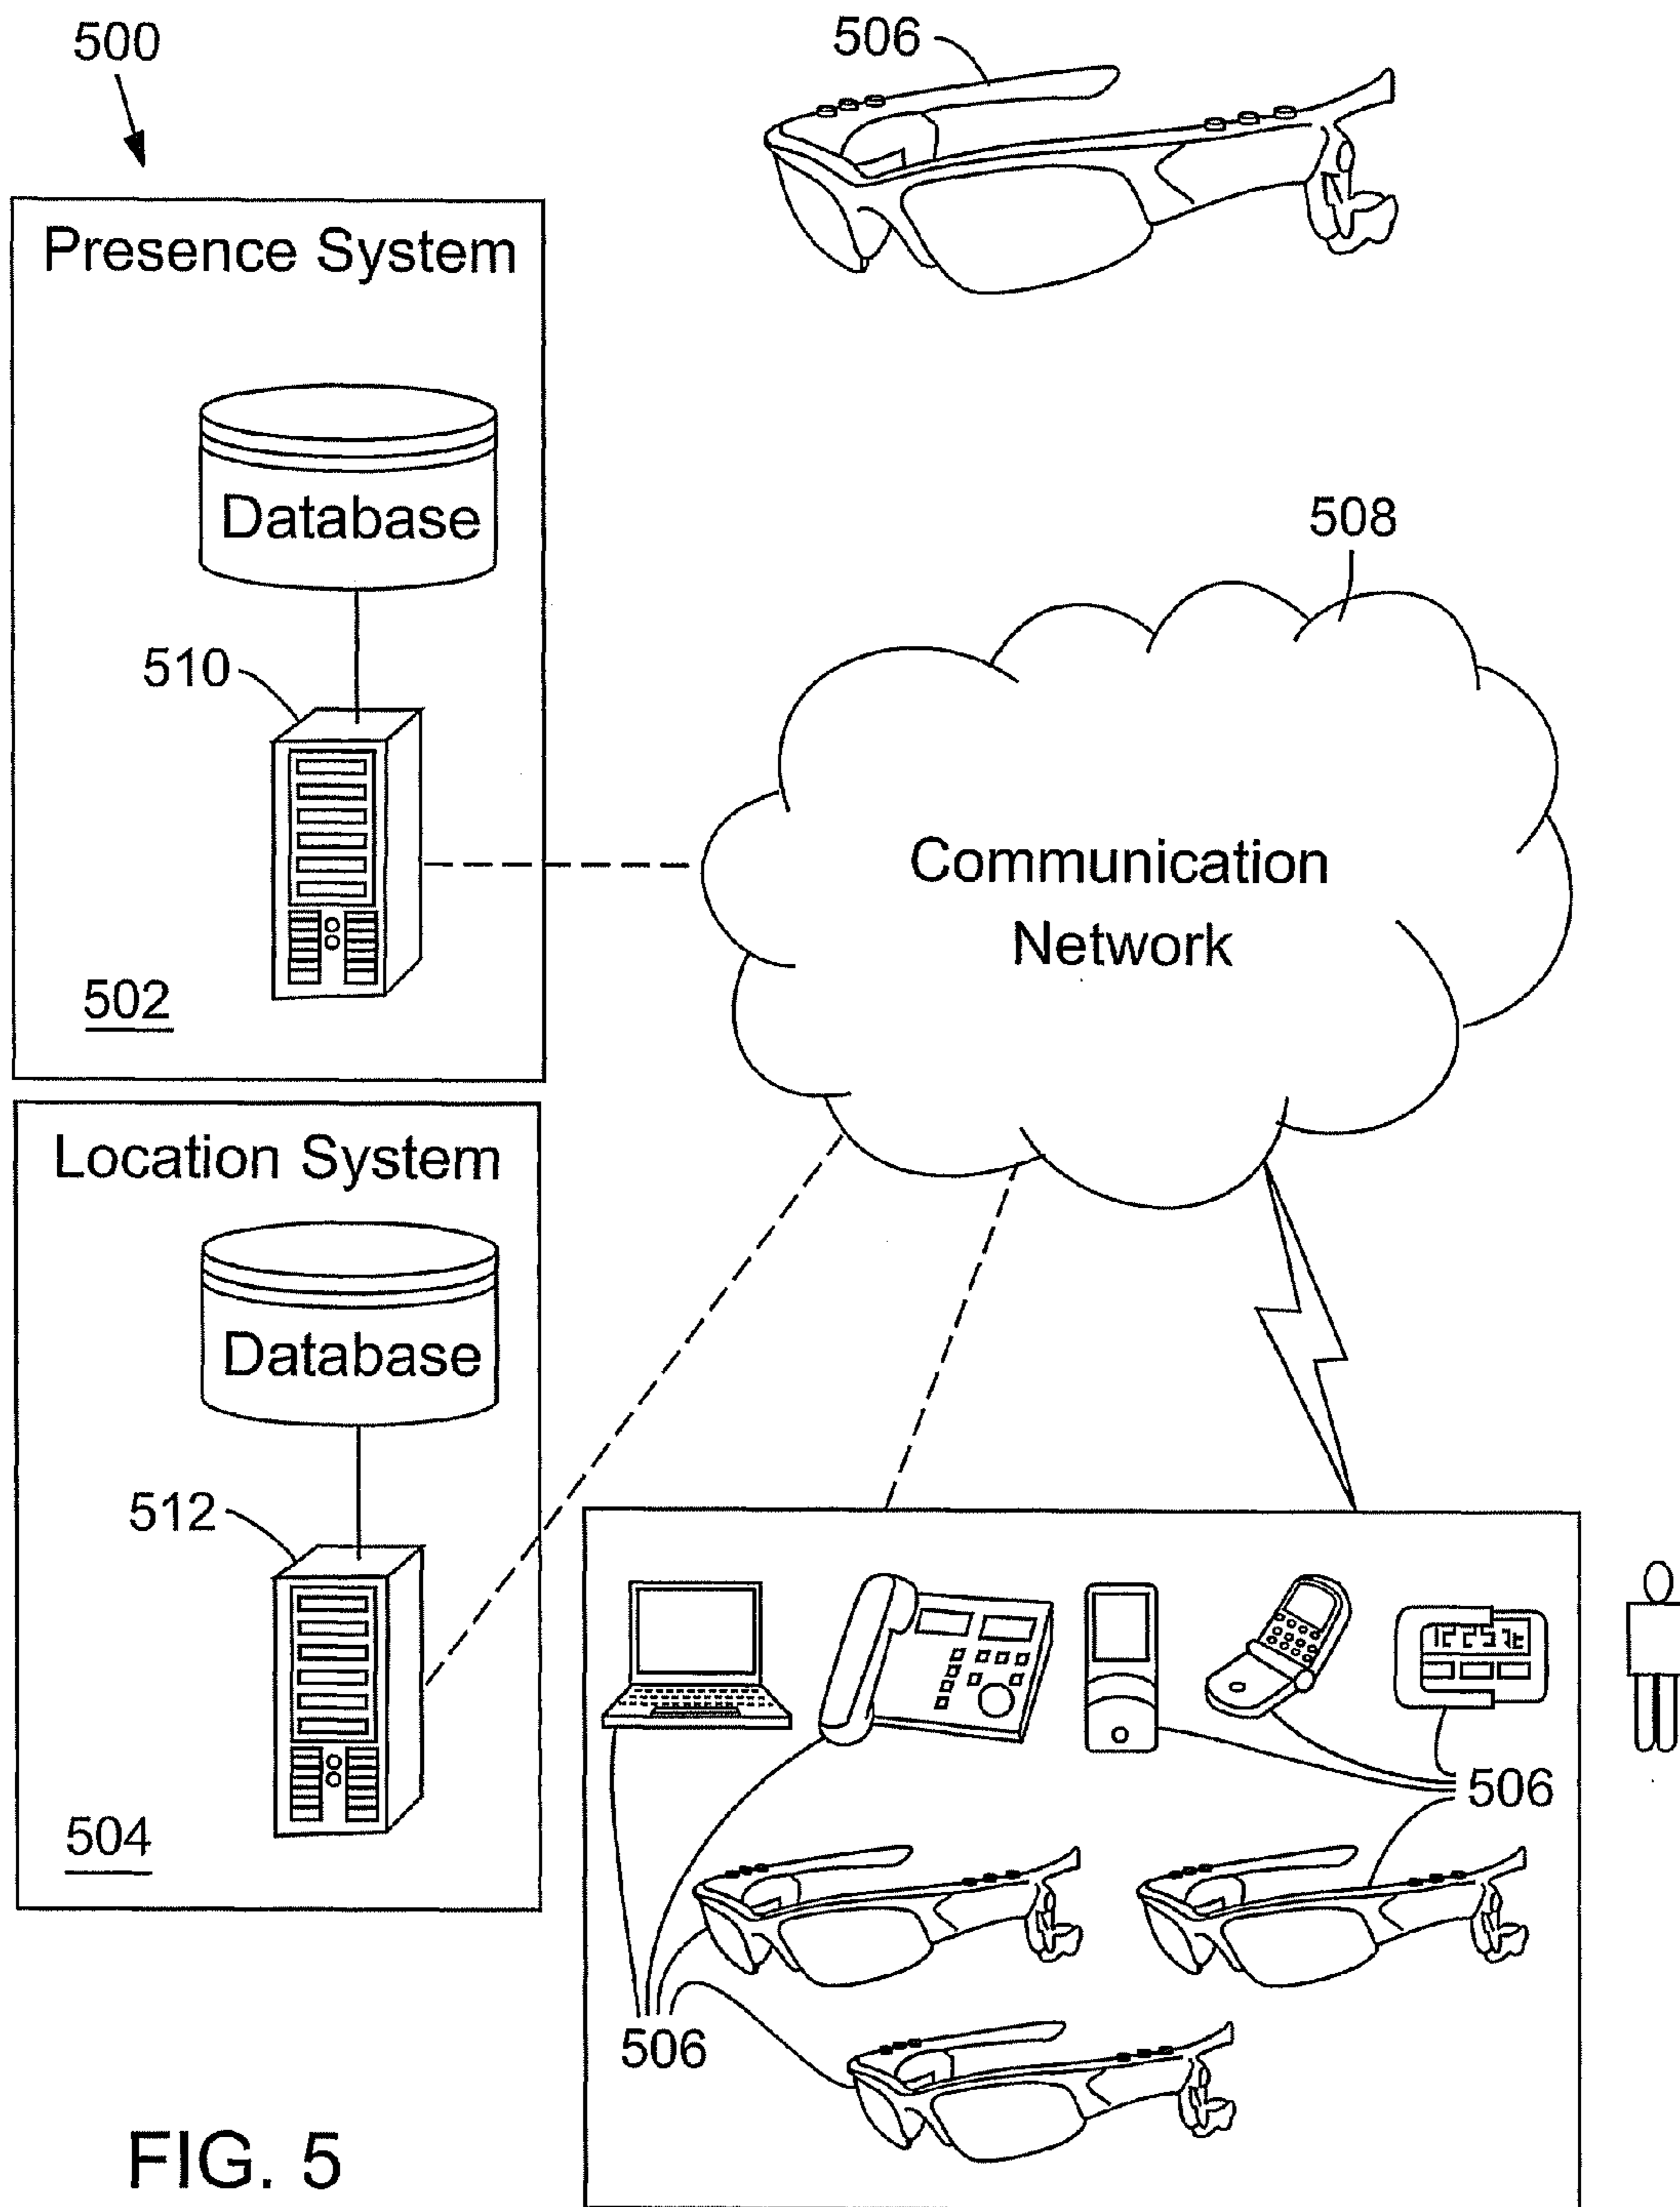 500
506
Presence System
Database
508
510
Communication
Network
502
Location System
Database
512
506
504
506
FIG. 5